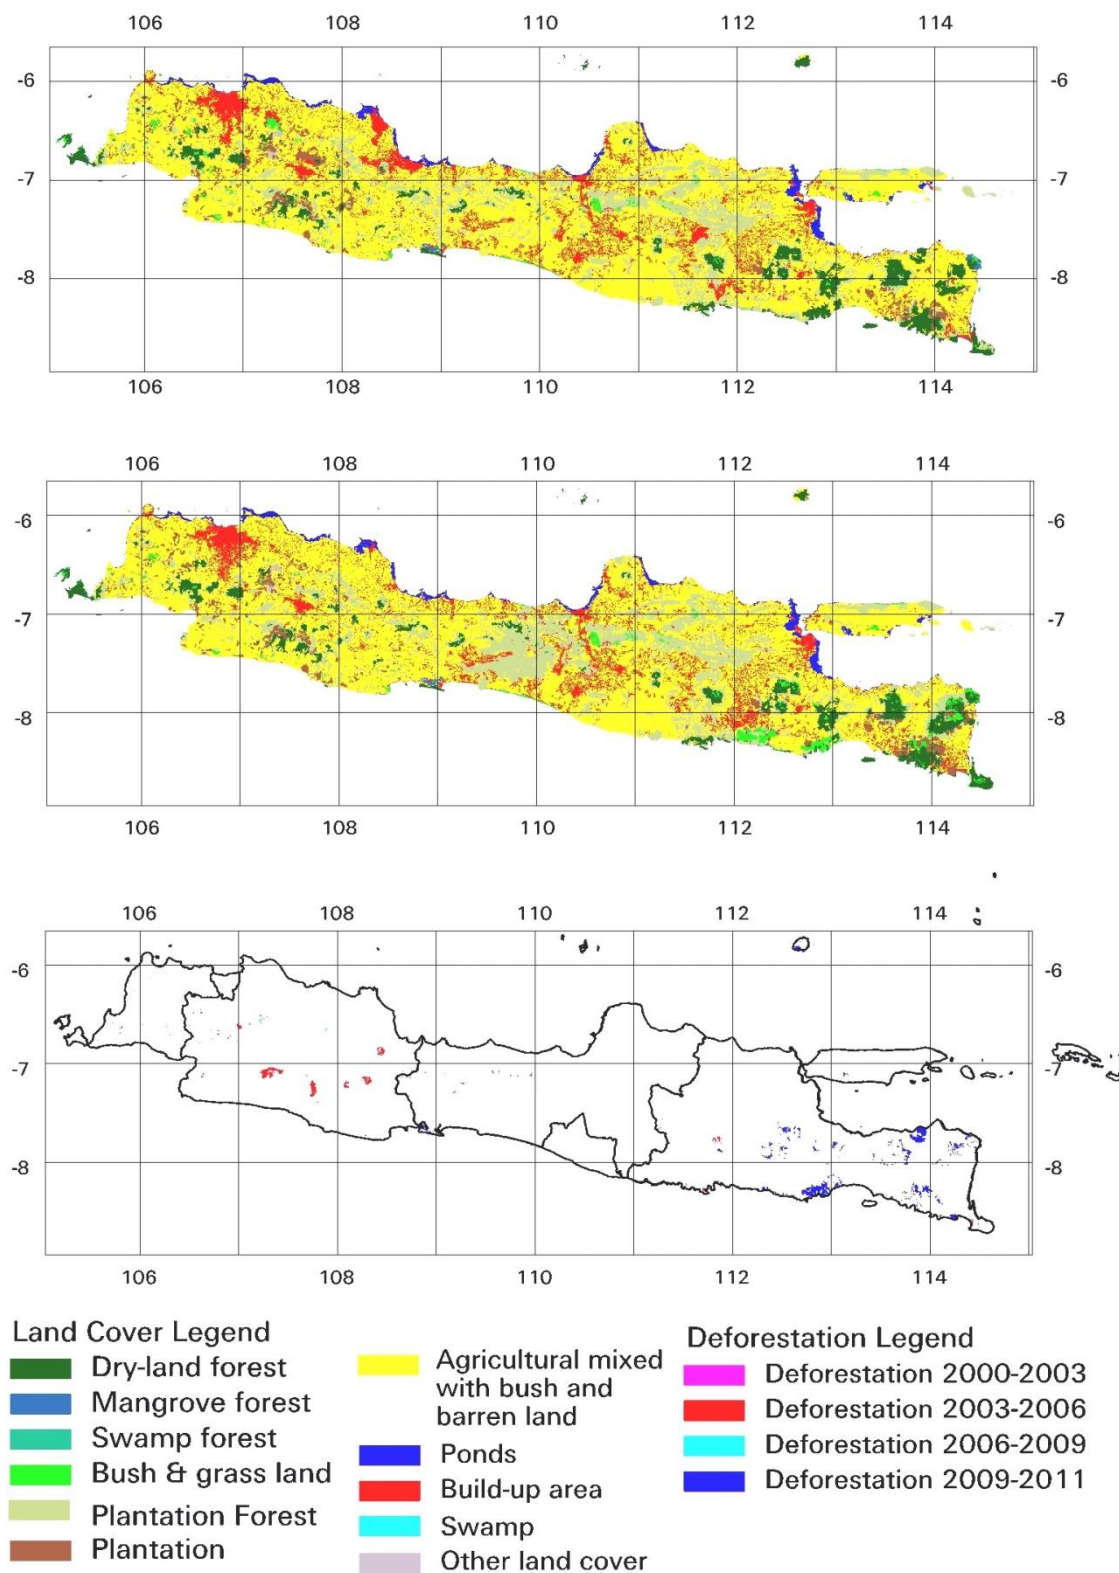 106 108 110 112 114
-6 -6
-7 -7
-8 -8
106 108 110 112 114
106 108 110 112 114
-6 -6
-7 -7
-8 -8
106 108 110 112 114
106 108 110 112 114
-6 -6
-7 -7
-8 -8
106 108 110 112 114
Land Cover Legend
Dry-land forest
Mangrove forest
Swamp forest
Bush & grass land
Plantation Forest
Plantation
Agricultural mixed
with bush and
barren land
Ponds
Build-up area
Swamp
Other land cover
Deforestation Legend
Deforestation 2000-2003
Deforestation 2003-2006
Deforestation 2006-2009
Deforestation 2009-2011